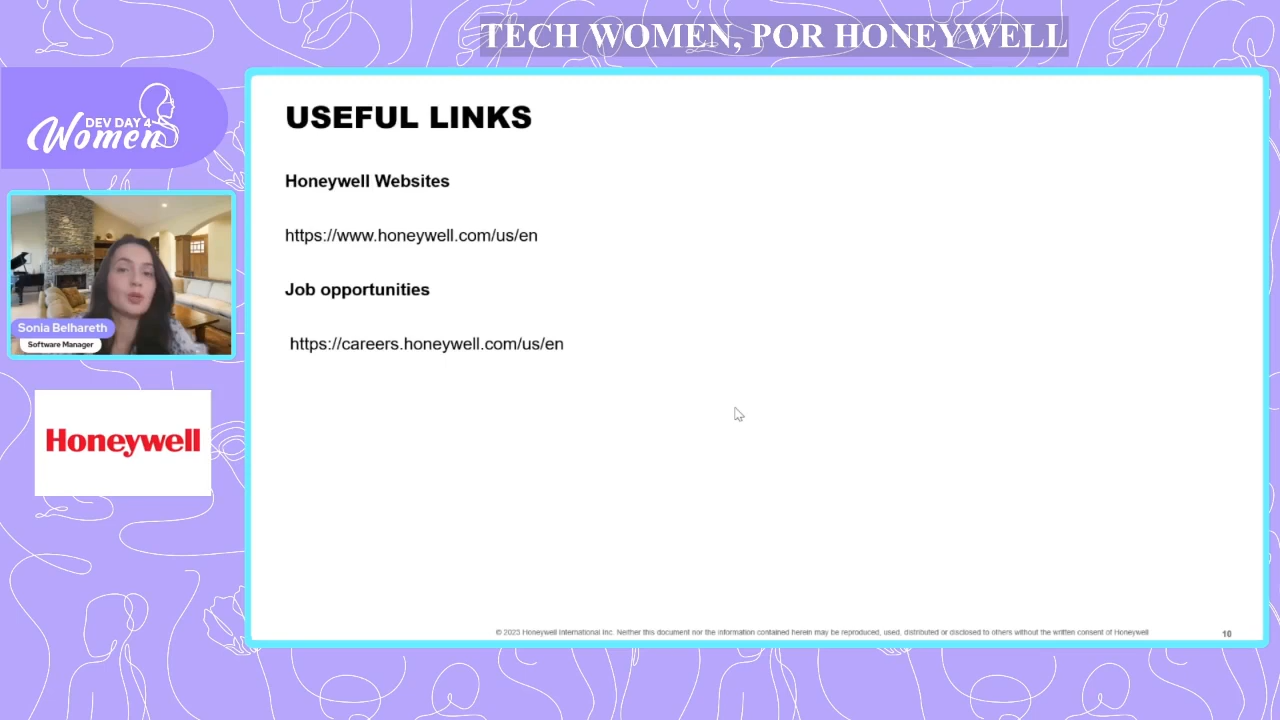 TECH WOMEN, POR HONEYWELL
DEV DAY 4
Women
Sonia Belhareth
Software Manager
Honeywell
USEFUL LINKS
Honeywell Websites
https://www.honeywell.com/us/en
Job opportunities
https://careers.honeywell.com/us/en
© 2023 Honeywell International Inc. Neither this document nor the information contained herein may be reproduced, used, distributed or disclosed to others without the written consent of Honeywell
10